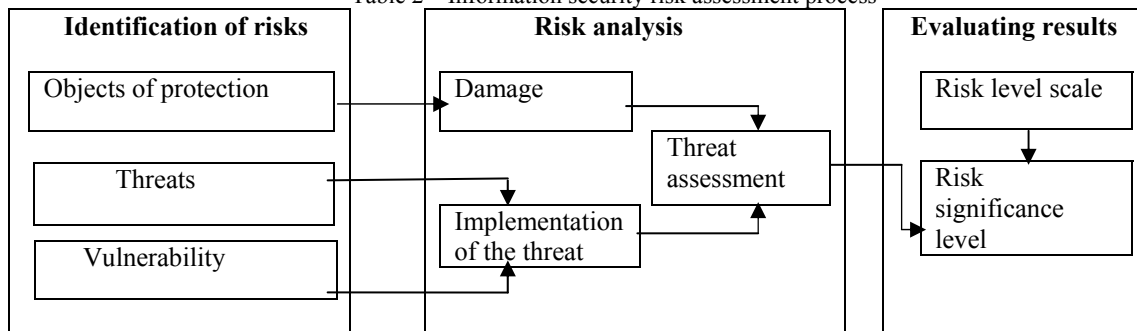 Table 2 – Information security risk assessment process
Identification of risks
Objects of protection
Threats
Vulnerability
Risk analysis
Damage
Implementation
of the threat
Threat
assessment
Evaluating results
Risk level scale
Risk
significance
level